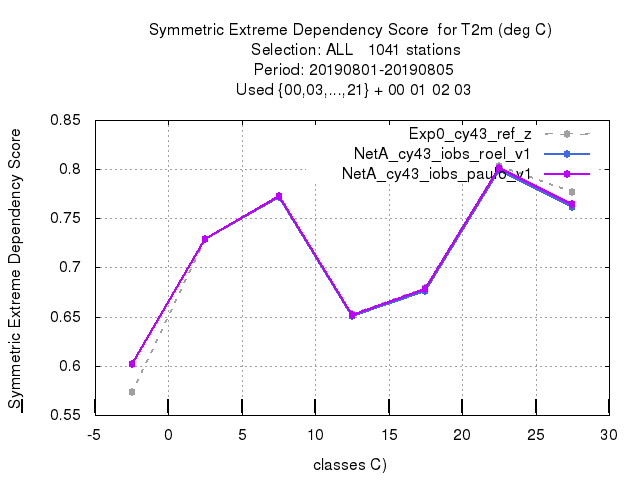 Symmetric Extreme Dependency Score for T2m (deg C)
Selection: ALL 1041 stations
Period: 20190801-20190805
Used {00,03,...,21} + 00 01 02 03
Symmetric Extreme Dependency Score
0.85
0.8
0.75
0.7
0.65
0.6
0.55
Exp0_cy43_ref_z
NetA_cy43_iobs_roel_v1
NetA_cy43_iobs_paulo_v1
-5 0 5 10 15 20 25 30
classes C)